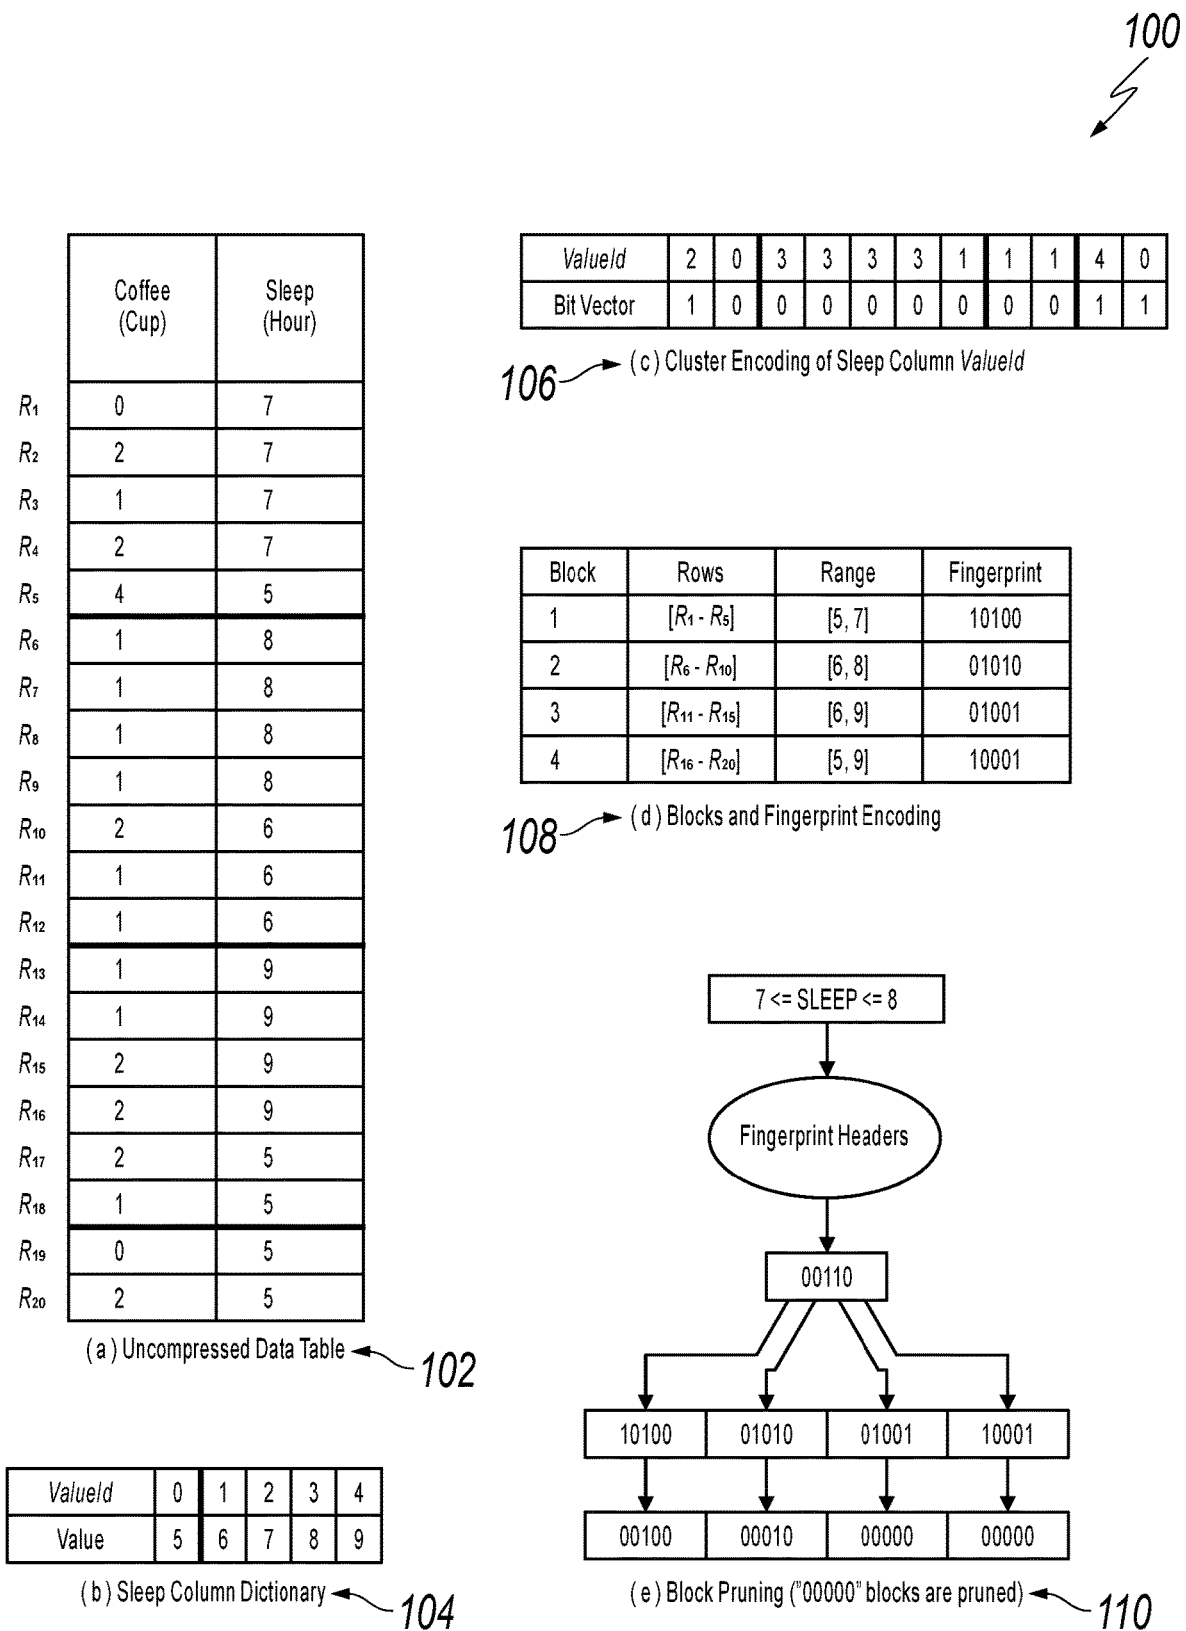 100
Coffee (Cup) Sleep (Hour)
R1 0 7
R2 2 7
R3 1 7
R4 2 7
R5 4 5
R6 1 8
R7 1 8
R8 1 8
R9 1 8
R10 2 6
R11 1 6
R12 1 6
R13 1 9
R14 1 9
R15 2 9
R16 2 9
R17 2 5
R18 1 5
R19 0 5
R20 2 5
( a ) Uncompressed Data Table
102
ValueId 0 1 2 3 4
Value 5 6 7 8 9
( b ) Sleep Column Dictionary
104
ValueId 2 0 3 3 3 3 1 1 1 4 0
Bit Vector 1 0 0 0 0 0 0 0 0 1 1
106
( c ) Cluster Encoding of Sleep Column ValueId
Block Rows Range Fingerprint
1 [R1 - R5] [5, 7] 10100
2 [R6 - R10] [6, 8] 01010
3 [R11 - R15] [6, 9] 01001
4 [R16 - R20] [5, 9] 10001
108
( d ) Blocks and Fingerprint Encoding
7 <= SLEEP <= 8
Fingerprint Headers
00110
10100 01010 01001 10001
00100 00010 00000 00000
( e ) Block Pruning ("00000" blocks are pruned)
110